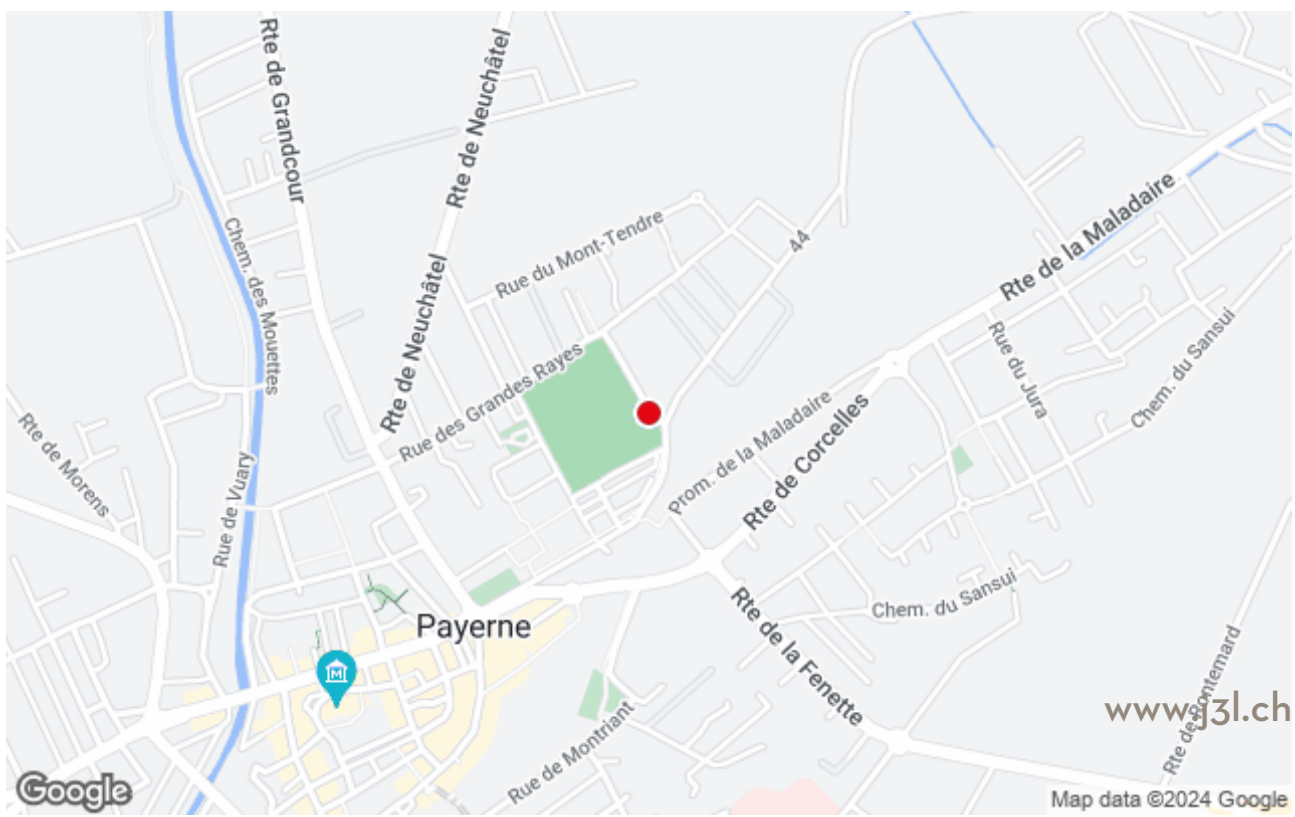 Rte de Grandcour
Rte de Neuchâtel
Rte de Neuchâtel
Rte de Neuchâtel
Chem. des Mouettes
Rue du Mont-Tendre
44
Rte de la Maladaire
Rue des Grandes Rayes
Rue du Jura
Chem. du Sansui
Rte de Morens
Rue de Vuary
Prom. de la Maladaire
Rte de Corcelles
Chem. du Sansui
Payerne
M
Rte de la Fenette
Rue de Montriant
www.j3l.ch
Google
Map data ©2024 Google